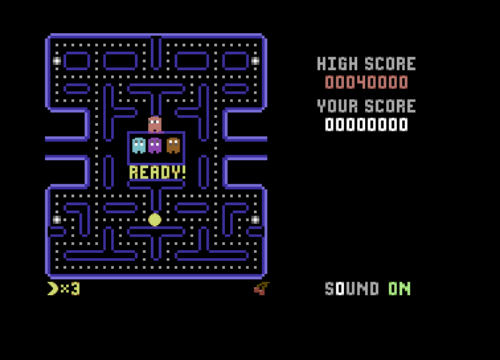 HIGH SCORE
00040000
YOUR SCORE
00000000
READY!
×3
SOUND ON